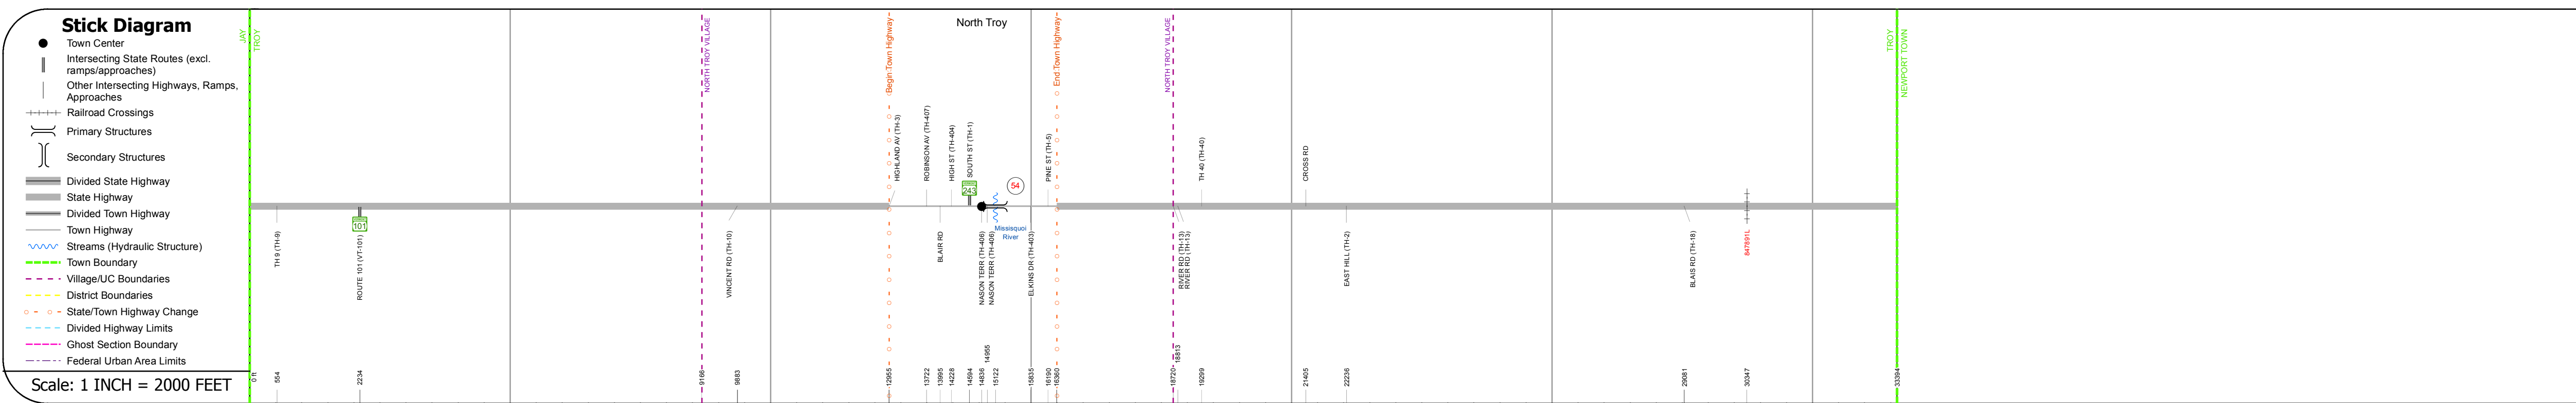 Stick Diagram
Town Center
Intersecting State Routes (excl.
ramps/approaches)
Other Intersecting Highways, Ramps,
Approaches
Railroad Crossings
Primary Structures
Secondary Structures
Divided State Highway
State Highway
Divided Town Highway
Town Highway
Streams (Hydraulic Structure)
Town Boundary
Village/UC Boundaries
District Boundaries
State/Town Highway Change
Divided Highway Limits
Ghost Section Boundary
Federal Urban Area Limits
Scale: 1 INCH = 2000 FEET
JAY
TROY
NORTH TROY VILLAGE
Begin Town Highway
North Troy
End Town Highway
NORTH TROY VILLAGE
TROY
NEWPORT TOWN
HIGHLAND AV (TH-3)
ROBINSON AV (TH-407)
HIGH ST (TH-404)
SOUTH ST (TH-1)
PINE ST (TH-5)
TH 40 (TH-40)
CROSS RD
243
54
101
TH 9 (TH-9)
ROUTE 101 (VT-101)
VINCENT RD (TH-10)
BLAIR RD
NASON TERR (TH-406)
NASON TERR (TH-406)
Missisquoi
River
ELKINS DR (TH-403)
RIVER RD (TH-13)
RIVER RD (TH-13)
EAST HILL (TH-2)
BLAIS RD (TH-18)
847891L
0 ft
554
2234
9166
9883
12955
13722
13995
14228
14594
14836
14955
15122
15835
16190
16360
18720
18813
19299
21405
22236
29081
30347
33394